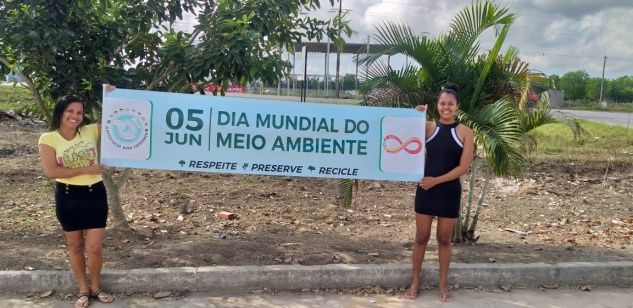 05
JUN
DIA MUNDIAL DO
MEIO AMBIENTE
RESPEITE PRESERVE RECICLE